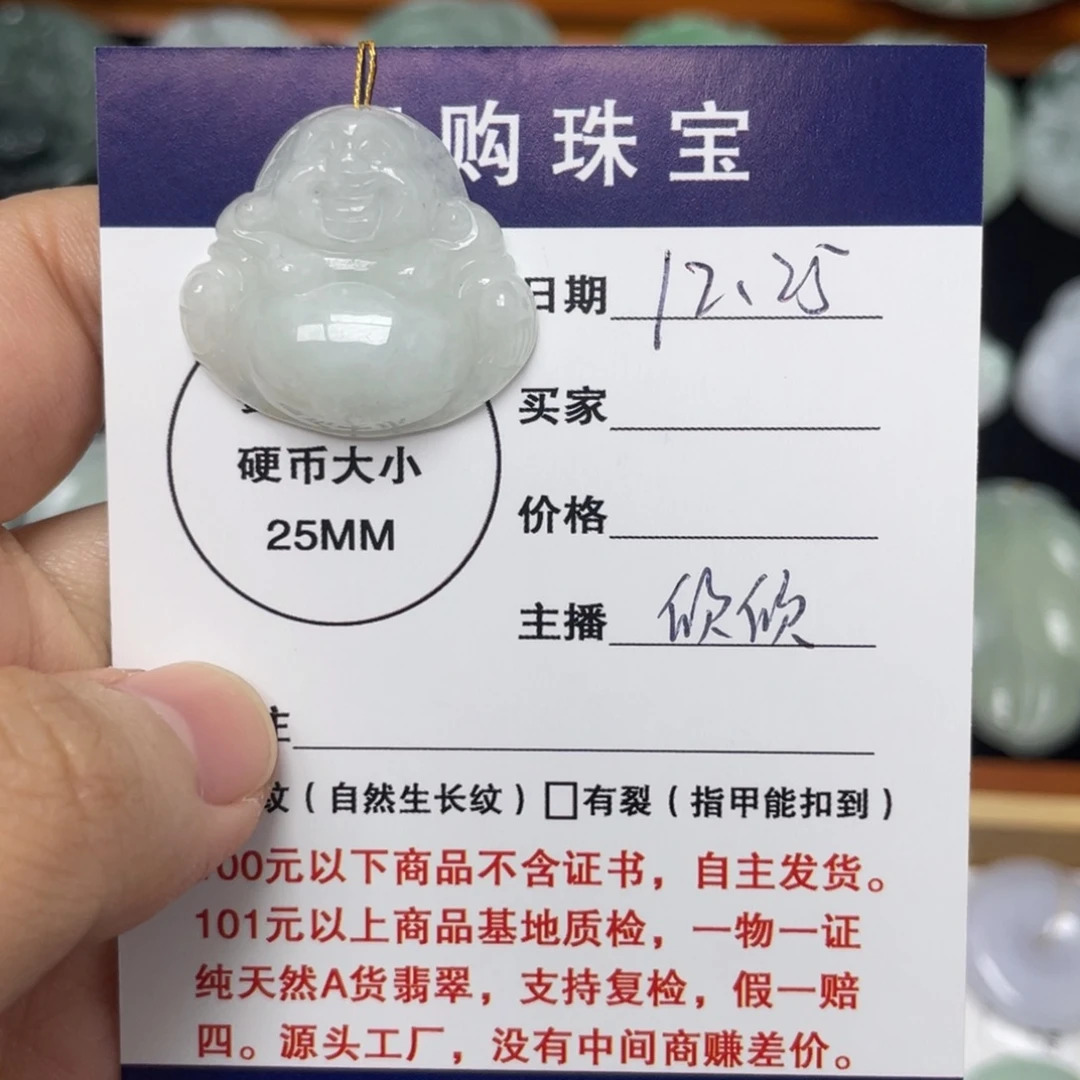 购珠宝
日期 12、25
买家
硬币大小
25MM
价格
主播 欣欣
纹(自然生长纹)□有裂(指甲能扣到)
100元以下商品不含证书,自主发货。
101元以上商品基地质检,一物一证
纯天然A货翡翠,支持复检,假一赔
四。源头工厂,没有中间商赚差价。